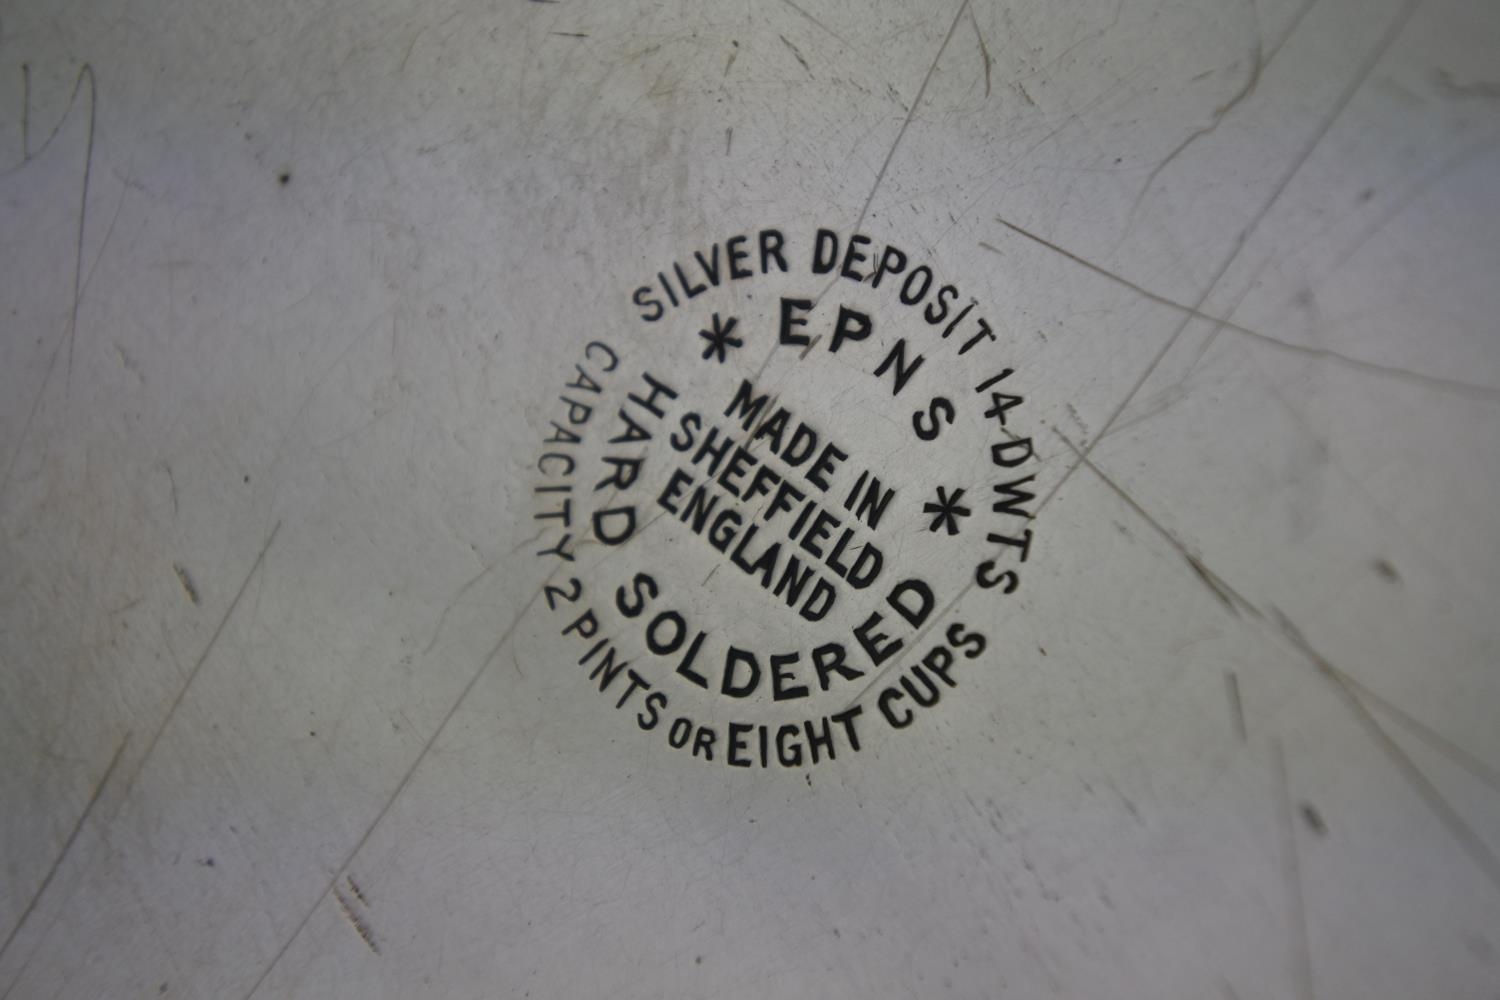 SILVER DEPOSIT 14 DWTS
CAPACITY 2 PINTS OR EIGHT CUPS
* EPNS *
HARD SOLDERED
MADE IN
SHEFFIELD
ENGLAND